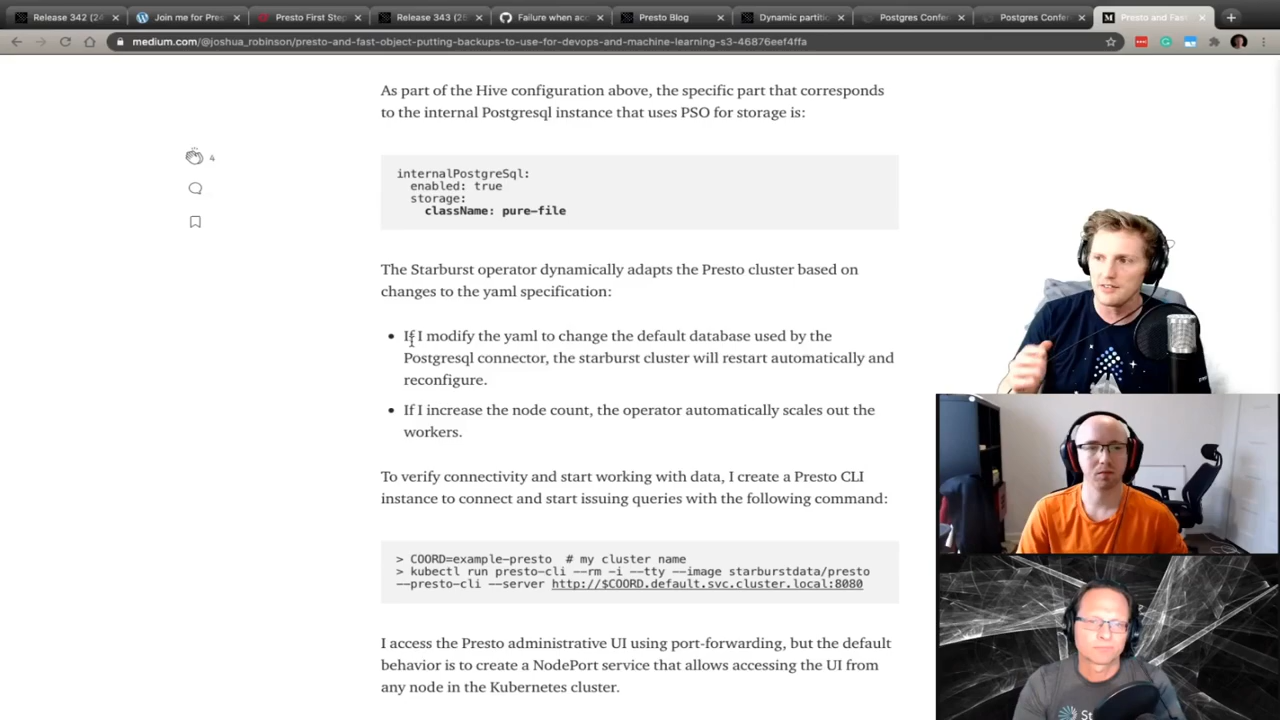 Release 342 (24
Join me for Pres
Presto First Step
Release 343 (25
Failure when acc
Presto Blog
Dynamic partitio
Postgres Confer
Postgres Confer
Presto and Fast
medium.com/@joshua_robinson/presto-and-fast-object-putting-backups-to-use-for-devops-and-machine-learning-s3-46876eef4ffa
As part of the Hive configuration above, the specific part that corresponds
to the internal Postgresql instance that uses PSO for storage is:
4
internalPostgreSql:
enabled: true
storage:
className: pure-file
The Starburst operator dynamically adapts the Presto cluster based on
changes to the yaml specification:
• If I modify the yaml to change the default database used by the
Postgresql connector, the starburst cluster will restart automatically and
reconfigure.
• If I increase the node count, the operator automatically scales out the
workers.
To verify connectivity and start working with data, I create a Presto CLI
instance to connect and start issuing queries with the following command:
> COORD=example-presto # my cluster name
> kubectl run presto-cli --rm -i --tty --image starburstdata/presto
--presto-cli --server http://$COORD.default.svc.cluster.local:8080
I access the Presto administrative UI using port-forwarding, but the default
behavior is to create a NodePort service that allows accessing the UI from
any node in the Kubernetes cluster.